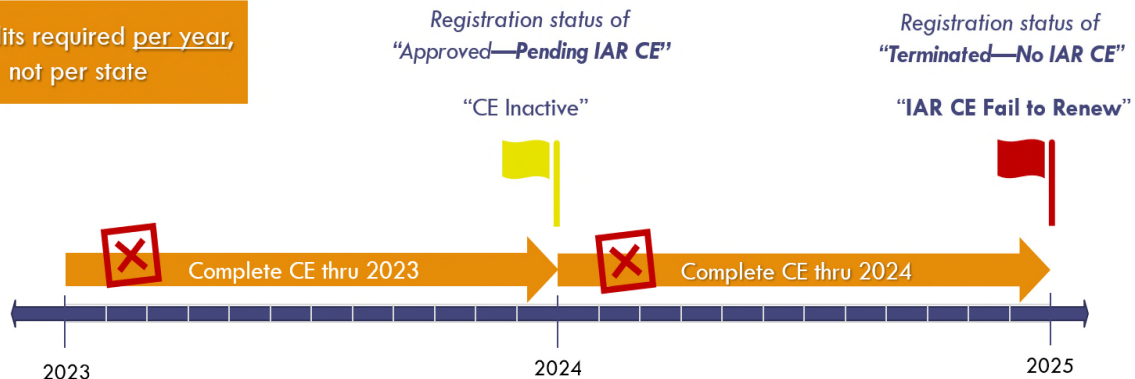 required per year,
not per state
Registration status of
“Approved—Pending IAR CE”
“CE Inactive”
Registration status of
“Terminated—No IAR CE”
“IAR CE Fail to Renew”
Complete CE thru 2023
Complete CE thru 2024
2023
2024
2025